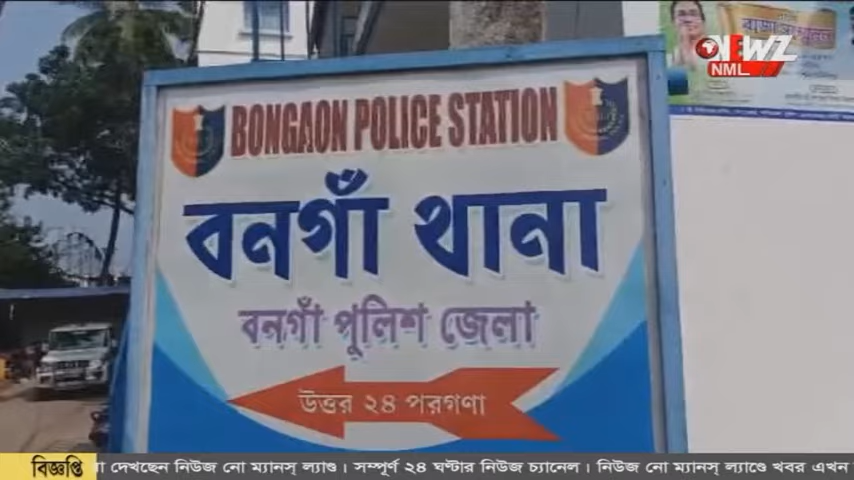 NEWZ
NML
BONGAON POLICE STATION
বনগাঁ থানা
বনগাঁ পুলিশ জেলা
উত্তর ২৪ পরগণা
বিজ্ঞপ্তি
দেখছেন নিউজ নো ম্যানস্ ল্যাণ্ড । সম্পূর্ণ ২৪ ঘণ্টার নিউজ চ্যানেল । নিউজ নো ম্যানস্ ল্যাণ্ডে খবর এখন